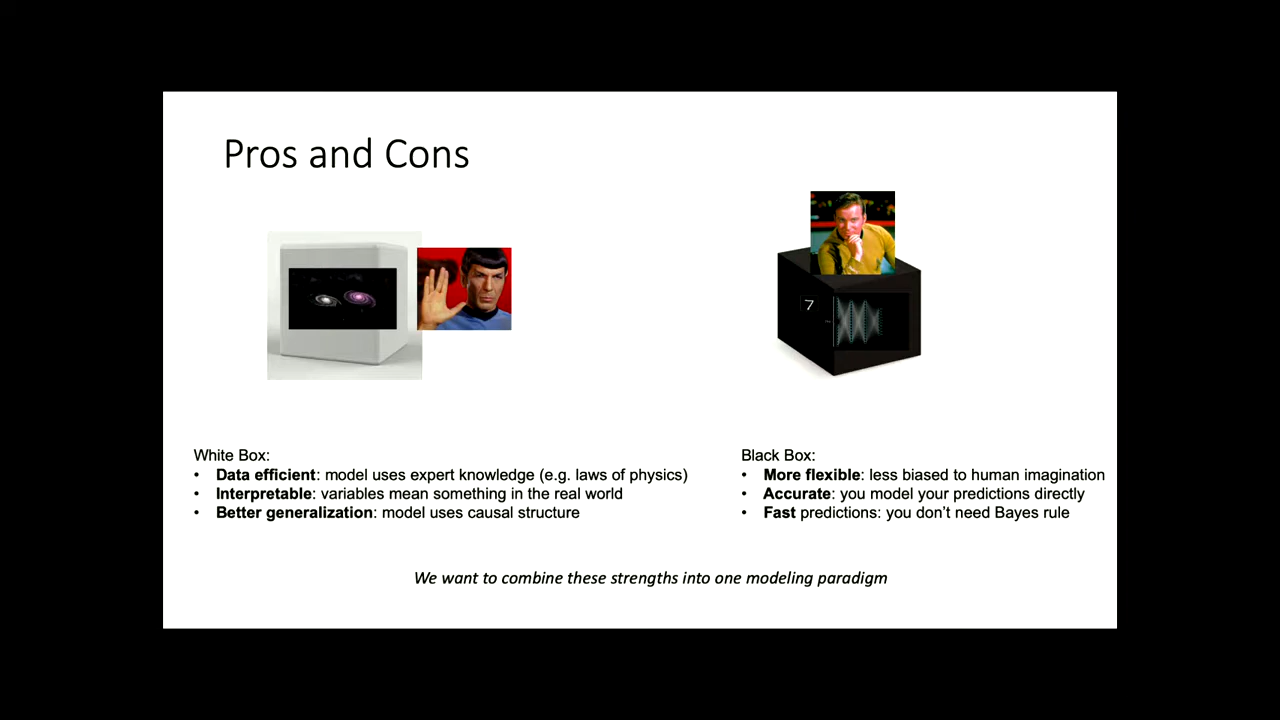 Pros and Cons
7
White Box:
• Data efficient: model uses expert knowledge (e.g. laws of physics)
• Interpretable: variables mean something in the real world
• Better generalization: model uses causal structure
Black Box:
• More flexible: less biased to human imagination
• Accurate: you model your predictions directly
• Fast predictions: you don’t need Bayes rule
We want to combine these strengths into one modeling paradigm